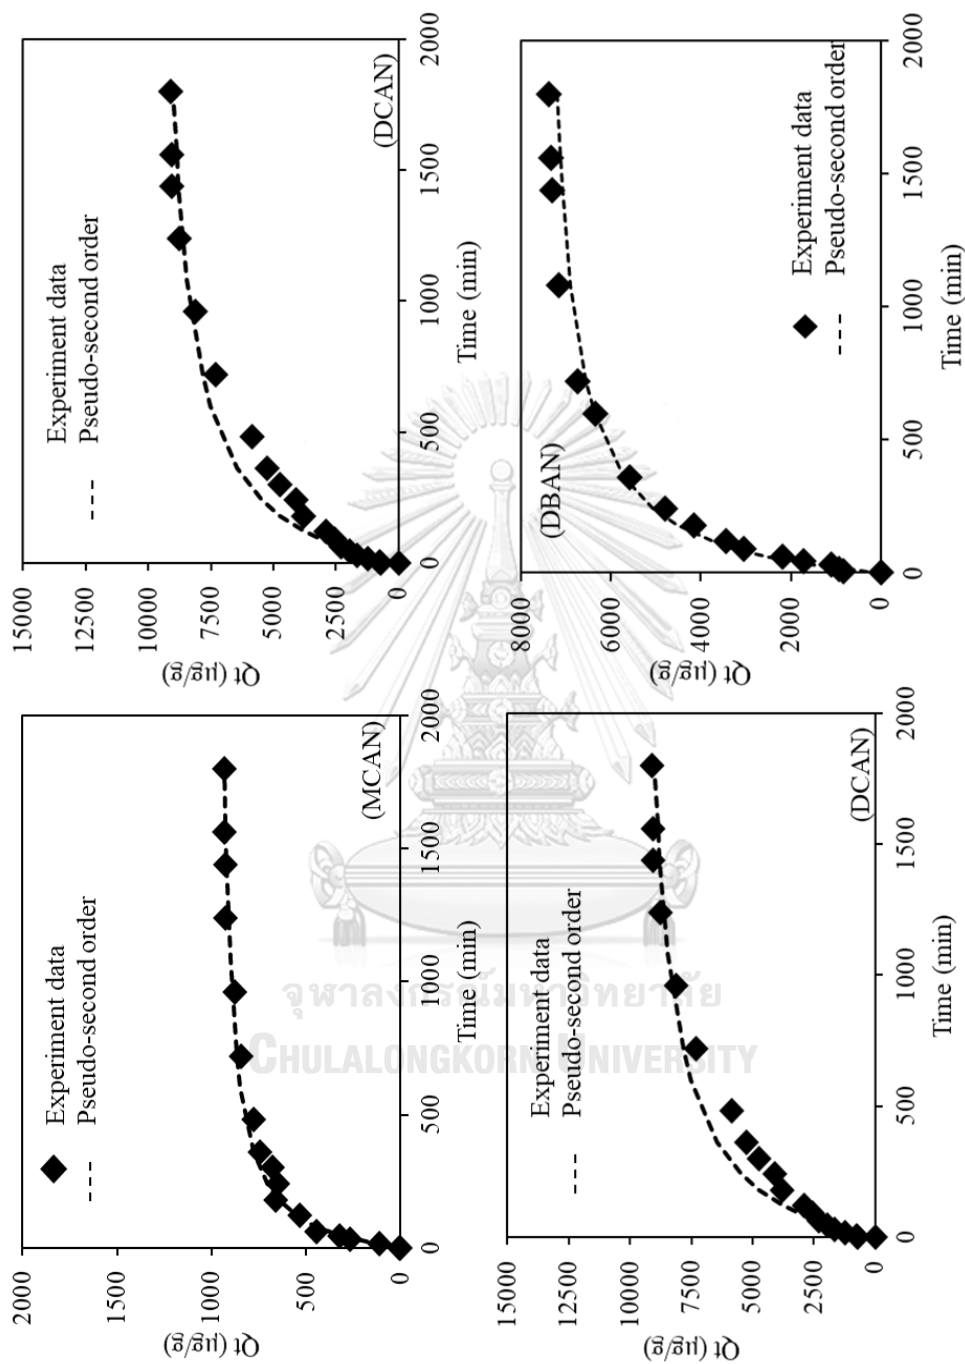 Qt (µg/g)
2000
1500
1000
500
0
Experiment data
Pseudo-second order
(MCAN)
0
500
1000
1500
2000
Time (min)
Qt (µg/g)
15000
12500
10000
7500
5000
2500
0
Experiment data
Pseudo-second order
(DCAN)
0
500
1000
1500
2000
Time (min)
Qt (µg/g)
15000
12500
10000
7500
5000
2500
0
Experiment data
Pseudo-second order
(DCAN)
0
500
1000
1500
2000
Time (min)
Qt (µg/g)
8000
6000
4000
2000
0
(DBAN)
Experiment data
Pseudo-second order
0
500
1000
1500
2000
Time (min)
จุฬาลงกรณ์มหาวิทยาลัย
CHULALONGKORN UNIVERSITY